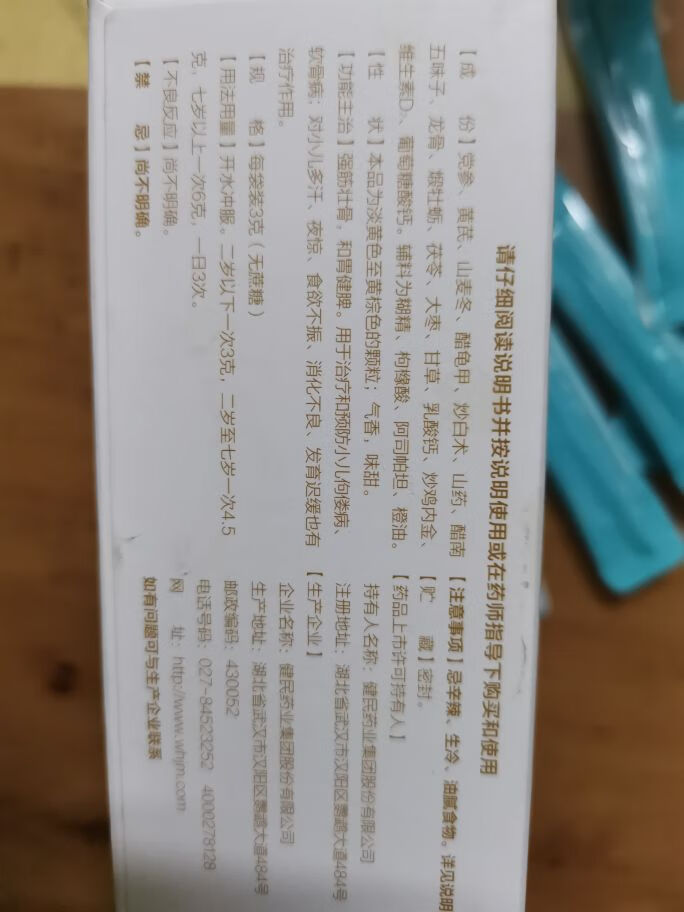 请仔细阅读说明书并按说明使用或在药师指导下购买和使用
【成 份】党参、黄芪、山麦冬、醋龟甲、炒白术、山药、醋南
五味子、龙骨、煅牡蛎、茯苓、大枣、甘草、乳酸钙、炒鸡内金、
维生素D₂、葡萄糖酸钙。辅料为糊精、枸橼酸、阿司帕坦、橙油。
【性 状】本品为淡黄色至黄棕色的颗粒；气香，味甜。
【功能主治】强筋壮骨，和胃健脾。用于治疗和预防小儿佝偻病、
软骨病；对小儿多汗、夜惊、食欲不振、消化不良、发育迟缓也有
治疗作用。
【规 格】每袋装3克（无蔗糖）
【用法用量】开水冲服。二岁以下一次3克，二岁至七岁一次4.5
克，七岁以上一次6克，一日3次。
【不良反应】尚不明确。
【禁 忌】尚不明确。
【注意事项】忌辛辣、生冷、油腻食物。详见说明
【贮 藏】密封。
【药品上市许可持有人】
持有人名称：健民药业集团股份有限公司
注册地址：湖北省武汉市汉阳区鹦鹉大道484号
【生产企业】
企业名称：健民药业集团股份有限公司
生产地址：湖北省武汉市汉阳区鹦鹉大道484号
邮政编码：430052
电话号码：027-84523252 4000278128
网 址：http://www.whjm.com
如有问题可与生产企业联系